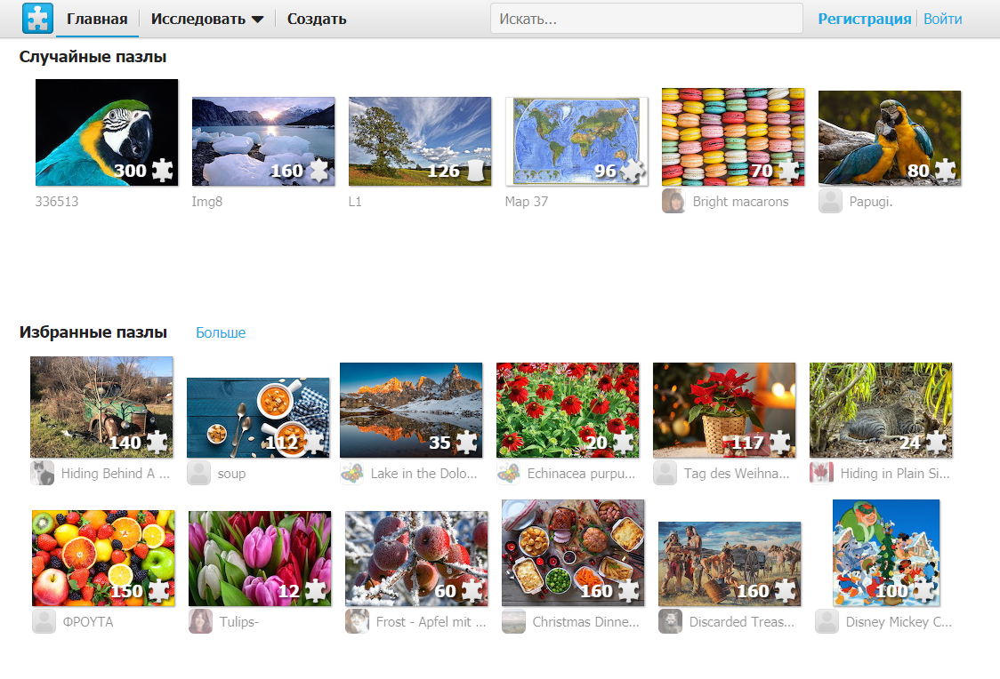 Главная Исследовать Создать Искать... Регистрация Войти
Случайные пазлы
300 160 126 96 70 80
336513 Img8 L1 Map 37 Bright macarons Papugi.
Избранные пазлы Больше
140 112 35 20 117 24
Hiding Behind A ... soup Lake in the Dolo... Echinacea purpu... Tag des Weihna... Hiding in Plain Si...
150 12 60 160 160 100
ΦΡΟΥΤΑ Tulips- Frost - Apfel mit ... Christmas Dinne... Discarded Treas... Disney Mickey C...